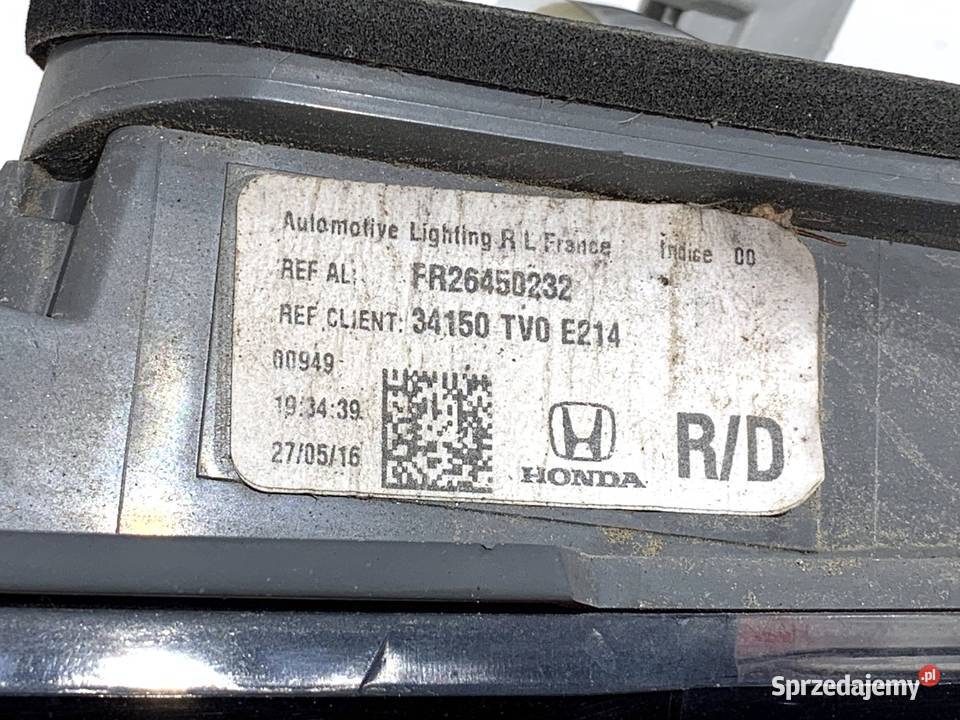 Automotive Lighting R L France Indice 00
REF AL: FR26450232
REF CLIENT: 34150 TV0 E214
00949
19:34:39
27/05/16
HONDA
R/D
Sprzedajemy.pl